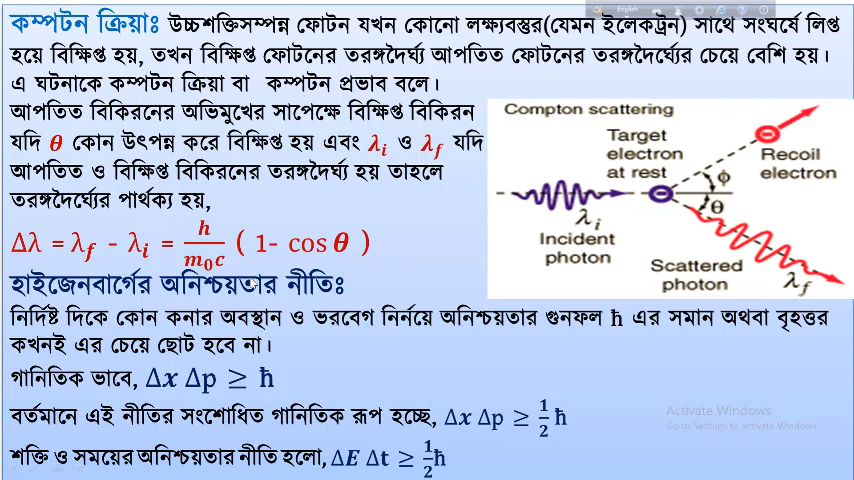 কম্পটন ক্রিয়াঃ উচ্চশক্তিসম্পন্ন ফোটন যখন কোনো লক্ষ্যবস্তুর(যেমন ইলেকট্রন) সাথে সংঘর্ষে লিপ্ত
হয়ে বিক্ষিপ্ত হয়, তখন বিক্ষিপ্ত ফোটনের তরঙ্গদৈর্ঘ্য আপতিত ফোটনের তরঙ্গদৈর্ঘ্যের চেয়ে বেশি হয়।
এ ঘটনাকে কম্পটন ক্রিয়া বা কম্পটন প্রভাব বলে।
আপতিত বিকিরনের অভিমুখের সাপেক্ষে বিক্ষিপ্ত বিকিরন
যদি θ কোন উৎপন্ন করে বিক্ষিপ্ত হয় এবং λi ও λf যদি
আপতিত ও বিক্ষিপ্ত বিকিরনের তরঙ্গদৈর্ঘ্য হয় তাহলে
তরঙ্গদৈর্ঘ্যের পার্থক্য হয়,
Δλ = λf - λi = h/m₀c ( 1- cos θ )
Compton scattering
Target
electron
at rest
Recoil
electron
ϕ
θ
λi
Incident
photon
Scattered
photon
λf
হাইজেনবার্গের অনিশ্চয়তার নীতিঃ
নির্দিষ্ট দিকে কোন কনার অবস্থান ও ভরবেগ নির্নয়ে অনিশ্চয়তার গুনফল ħ এর সমান অথবা বৃহত্তর
কখনই এর চেয়ে ছোট হবে না।
গানিতিক ভাবে, Δx Δp ≥ ħ
বর্তমানে এই নীতির সংশোধিত গানিতিক রূপ হচ্ছে, Δx Δp ≥ 1/2 ħ
শক্তি ও সময়ের অনিশ্চয়তার নীতি হলো, ΔE Δt ≥ 1/2 ħ
Activate Windows
Go to Settings to activate Windows.
English